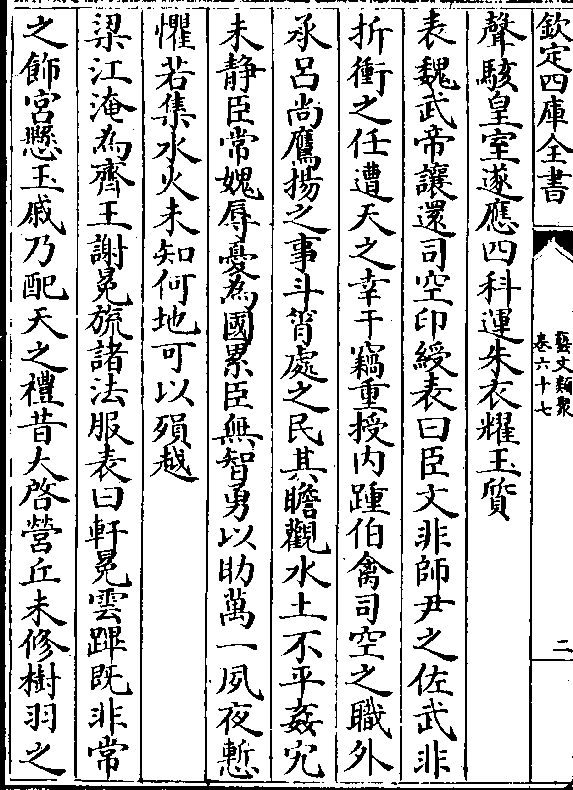 欽定四庫全書
藝文類聚
卷六十七
二
聲駭皇室遂應四科運朱衣耀玉質
表魏武帝讓還司空印綬表曰臣文非師尹之佐武非
折衝之任遭天之幸干竊重授内踵伯禽司空之職外
承呂尚鷹揚之事斗筲處之民其瞻觀水土不平姦宄
未静臣常媿辱憂為國累臣無智勇以助萬一夙夜慙
懼若集水火未知何地可以殞越
梁江淹為齊王謝冕旒諸法服表曰軒冕雲蹕既非常
之飾宫懸玉戚乃配天之禮昔大啓營丘未修樹羽之